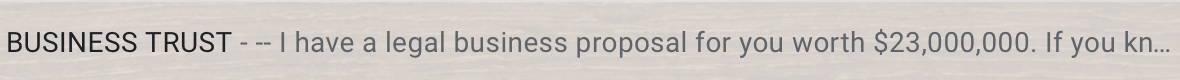 BUSINESS TRUST - -- I have a legal business proposal for you worth $23,000,000. If you kn...